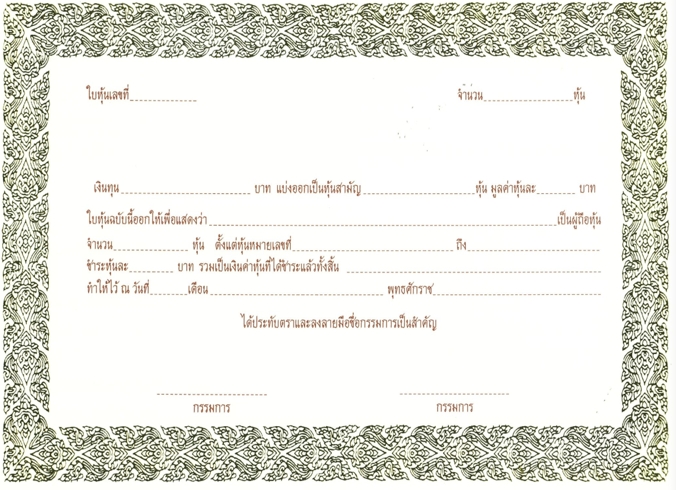 ใบหุ้นเลขที่ จำนวน หุ้น
เงินทุน บาท แบ่งออกเป็นหุ้นสามัญ หุ้น มูลค่าหุ้นละ บาท
ใบหุ้นฉบับนี้ออกให้เพื่อแสดงว่า เป็นผู้ถือหุ้น
จำนวน หุ้น ตั้งแต่หุ้นหมายเลขที่ ถึง
ชำระหุ้นละ บาท รวมเป็นเงินค่าหุ้นที่ได้ชำระแล้วทั้งสิ้น
ทำให้ไว้ ณ วันที่ เดือน พุทธศักราช
ได้ประทับตราและลงลายมือชื่อกรรมการเป็นสำคัญ
กรรมการ กรรมการ